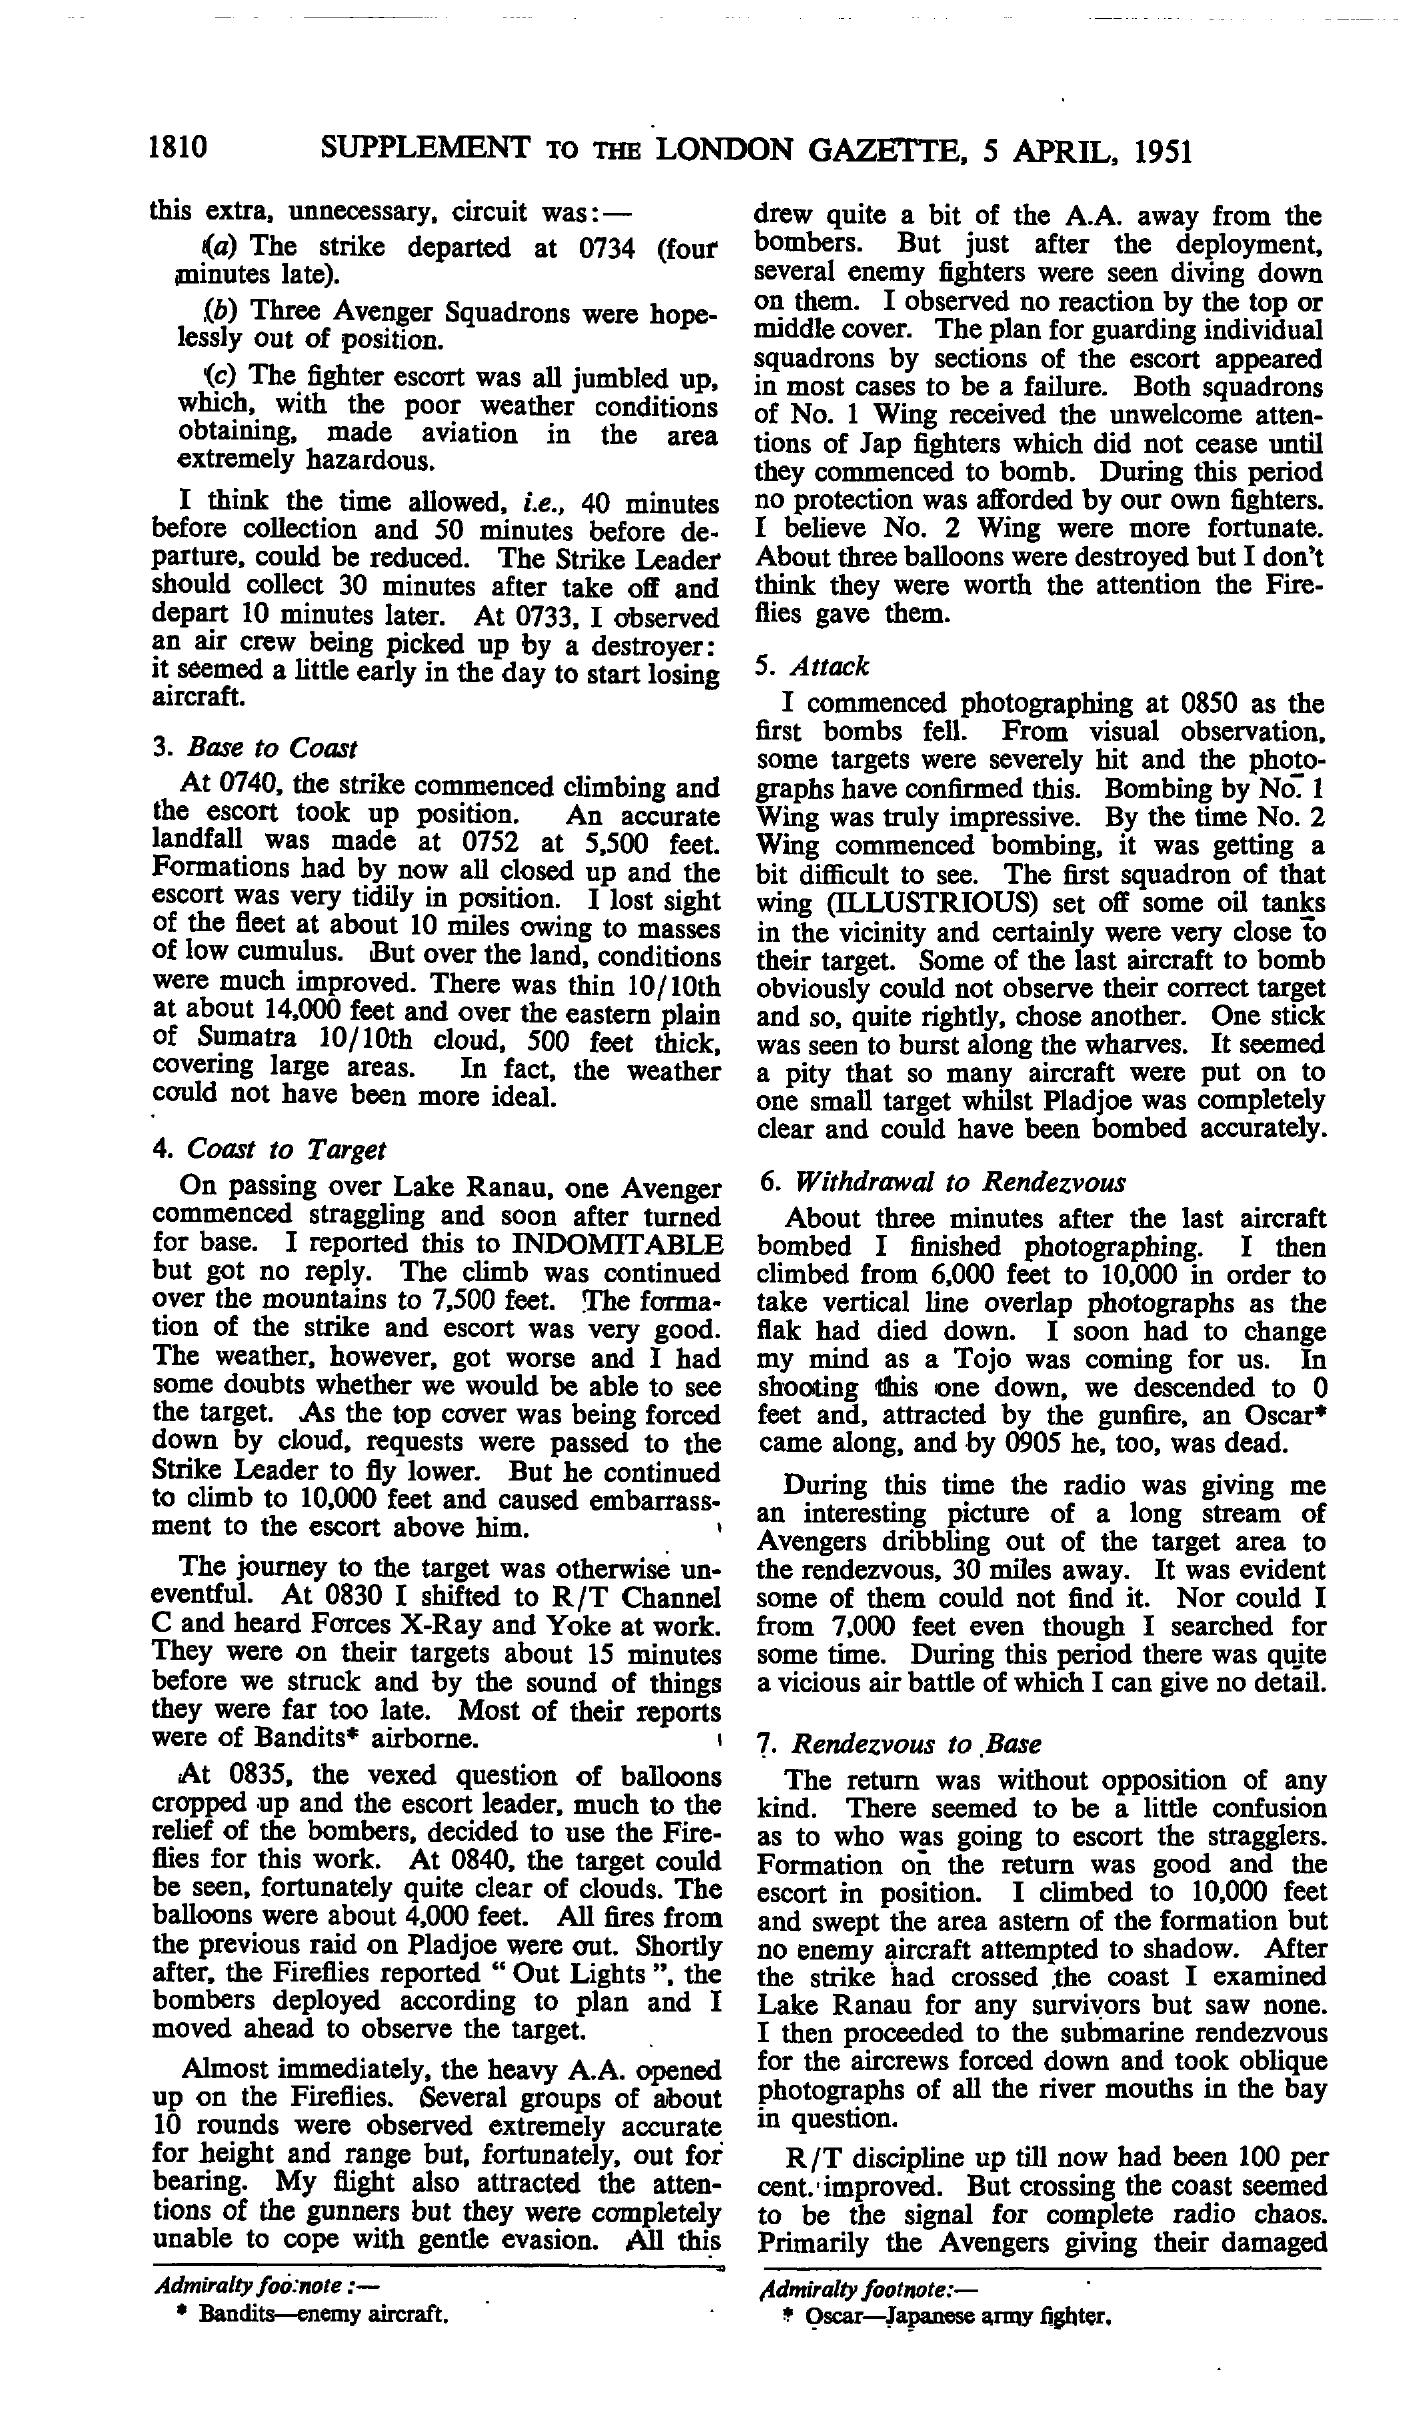 1810 SUPPLEMENT TO THE LONDON GAZETTE, 5 APRIL, 1951
this extra, unnecessary, circuit was:—
(a) The strike departed at 0734 (four
minutes late).
(b) Three Avenger Squadrons were hope-
lessly out of position.
(c) The fighter escort was all jumbled up,
which, with the poor weather conditions
obtaining, made aviation in the area
extremely hazardous.
I think the time allowed, i.e., 40 minutes
before collection and 50 minutes before de-
parture, could be reduced. The Strike Leader
should collect 30 minutes after take off and
depart 10 minutes later. At 0733, I observed
an air crew being picked up by a destroyer:
it seemed a little early in the day to start losing
aircraft.
3. Base to Coast
At 0740, the strike commenced climbing and
the escort took up position. An accurate
landfall was made at 0752 at 5,500 feet.
Formations had by now all closed up and the
escort was very tidily in position. I lost sight
of the fleet at about 10 miles owing to masses
of low cumulus. But over the land, conditions
were much improved. There was thin 10/10th
at about 14,000 feet and over the eastern plain
of Sumatra 10/10th cloud, 500 feet thick,
covering large areas. In fact, the weather
could not have been more ideal.
4. Coast to Target
On passing over Lake Ranau, one Avenger
commenced straggling and soon after turned
for base. I reported this to INDOMITABLE
but got no reply. The climb was continued
over the mountains to 7,500 feet. The forma-
tion of the strike and escort was very good.
The weather, however, got worse and I had
some doubts whether we would be able to see
the target. As the top cover was being forced
down by cloud, requests were passed to the
Strike Leader to fly lower. But he continued
to climb to 10,000 feet and caused embarrass-
ment to the escort above him.
The journey to the target was otherwise un-
eventful. At 0830 I shifted to R/T Channel
C and heard Forces X-Ray and Yoke at work.
They were on their targets about 15 minutes
before we struck and by the sound of things
they were far too late. Most of their reports
were of Bandits* airborne.
At 0835, the vexed question of balloons
cropped up and the escort leader, much to the
relief of the bombers, decided to use the Fire-
flies for this work. At 0840, the target could
be seen, fortunately quite clear of clouds. The
balloons were about 4,000 feet. All fires from
the previous raid on Pladjoe were out. Shortly
after, the Fireflies reported " Out Lights ", the
bombers deployed according to plan and I
moved ahead to observe the target.
Almost immediately, the heavy A.A. opened
up on the Fireflies. Several groups of about
10 rounds were observed extremely accurate
for height and range but, fortunately, out for
bearing. My flight also attracted the atten-
tions of the gunners but they were completely
unable to cope with gentle evasion. All this
Admiralty footnote :—
* Bandits—enemy aircraft.
drew quite a bit of the A.A. away from the
bombers. But just after the deployment,
several enemy fighters were seen diving down
on them. I observed no reaction by the top or
middle cover. The plan for guarding individual
squadrons by sections of the escort appeared
in most cases to be a failure. Both squadrons
of No. 1 Wing received the unwelcome atten-
tions of Jap fighters which did not cease until
they commenced to bomb. During this period
no protection was afforded by our own fighters.
I believe No. 2 Wing were more fortunate.
About three balloons were destroyed but I don't
think they were worth the attention the Fire-
flies gave them.
5. Attack
I commenced photographing at 0850 as the
first bombs fell. From visual observation,
some targets were severely hit and the photo-
graphs have confirmed this. Bombing by No. 1
Wing was truly impressive. By the time No. 2
Wing commenced bombing, it was getting a
bit difficult to see. The first squadron of that
wing (ILLUSTRIOUS) set off some oil tanks
in the vicinity and certainly were very close to
their target. Some of the last aircraft to bomb
obviously could not observe their correct target
and so, quite rightly, chose another. One stick
was seen to burst along the wharves. It seemed
a pity that so many aircraft were put on to
one small target whilst Pladjoe was completely
clear and could have been bombed accurately.
6. Withdrawal to Rendezvous
About three minutes after the last aircraft
bombed I finished photographing. I then
climbed from 6,000 feet to 10,000 in order to
take vertical line overlap photographs as the
flak had died down. I soon had to change
my mind as a Tojo was coming for us. In
shooting this one down, we descended to 0
feet and, attracted by the gunfire, an Oscar*
came along, and by 0905 he, too, was dead.
During this time the radio was giving me
an interesting picture of a long stream of
Avengers dribbling out of the target area to
the rendezvous, 30 miles away. It was evident
some of them could not find it. Nor could I
from 7,000 feet even though I searched for
some time. During this period there was quite
a vicious air battle of which I can give no detail.
7. Rendezvous to Base
The return was without opposition of any
kind. There seemed to be a little confusion
as to who was going to escort the stragglers.
Formation on the return was good and the
escort in position. I climbed to 10,000 feet
and swept the area astern of the formation but
no enemy aircraft attempted to shadow. After
the strike had crossed the coast I examined
Lake Ranau for any survivors but saw none.
I then proceeded to the submarine rendezvous
for the aircrews forced down and took oblique
photographs of all the river mouths in the bay
in question.
R/T discipline up till now had been 100 per
cent. improved. But crossing the coast seemed
to be the signal for complete radio chaos.
Primarily the Avengers giving their damaged
Admiralty footnote:—
* Oscar—Japanese army fighter.